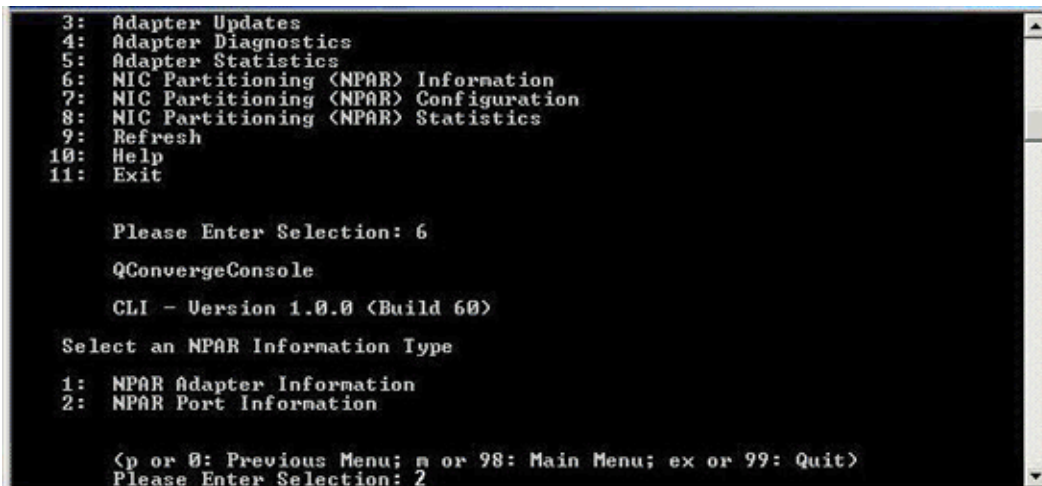 3: Adapter Updates
4: Adapter Diagnostics
5: Adapter Statistics
6: NIC Partitioning (NPAR) Information
7: NIC Partitioning (NPAR) Configuration
8: NIC Partitioning (NPAR) Statistics
9: Refresh
10: Help
11: Exit
Please Enter Selection: 6
QConvergeConsole
CLI - Version 1.0.0 (Build 60)
Select an NPAR Information Type
1: NPAR Adapter Information
2: NPAR Port Information
(p or 0: Previous Menu; m or 98: Main Menu; ex or 99: Quit)
Please Enter Selection: 2